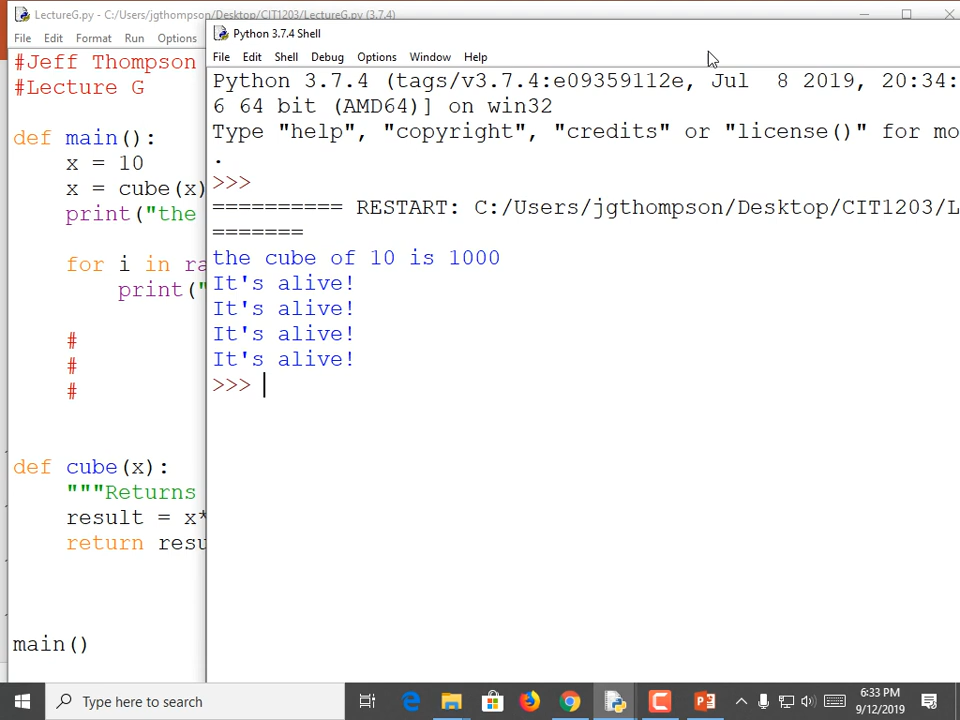 LectureG.py - C:/Users/jgthompson/Desktop/CIT1203/LectureG.py (3.7.4)
File Edit Format Run Options
#Jeff Thompson
#Lecture G
def main():
x = 10
x = cube(x)
print("the
for i in ra
print("
#
#
#
def cube(x):
"""Returns
result = x*
return resu
main()
Python 3.7.4 Shell
File Edit Shell Debug Options Window Help
Python 3.7.4 (tags/v3.7.4:e09359112e, Jul 8 2019, 20:34:
6 64 bit (AMD64)] on win32
Type "help", "copyright", "credits" or "license()" for mo
.
>>>
========== RESTART: C:/Users/jgthompson/Desktop/CIT1203/L
=======
the cube of 10 is 1000
It's alive!
It's alive!
It's alive!
It's alive!
>>>
Type here to search
6:33 PM
9/12/2019